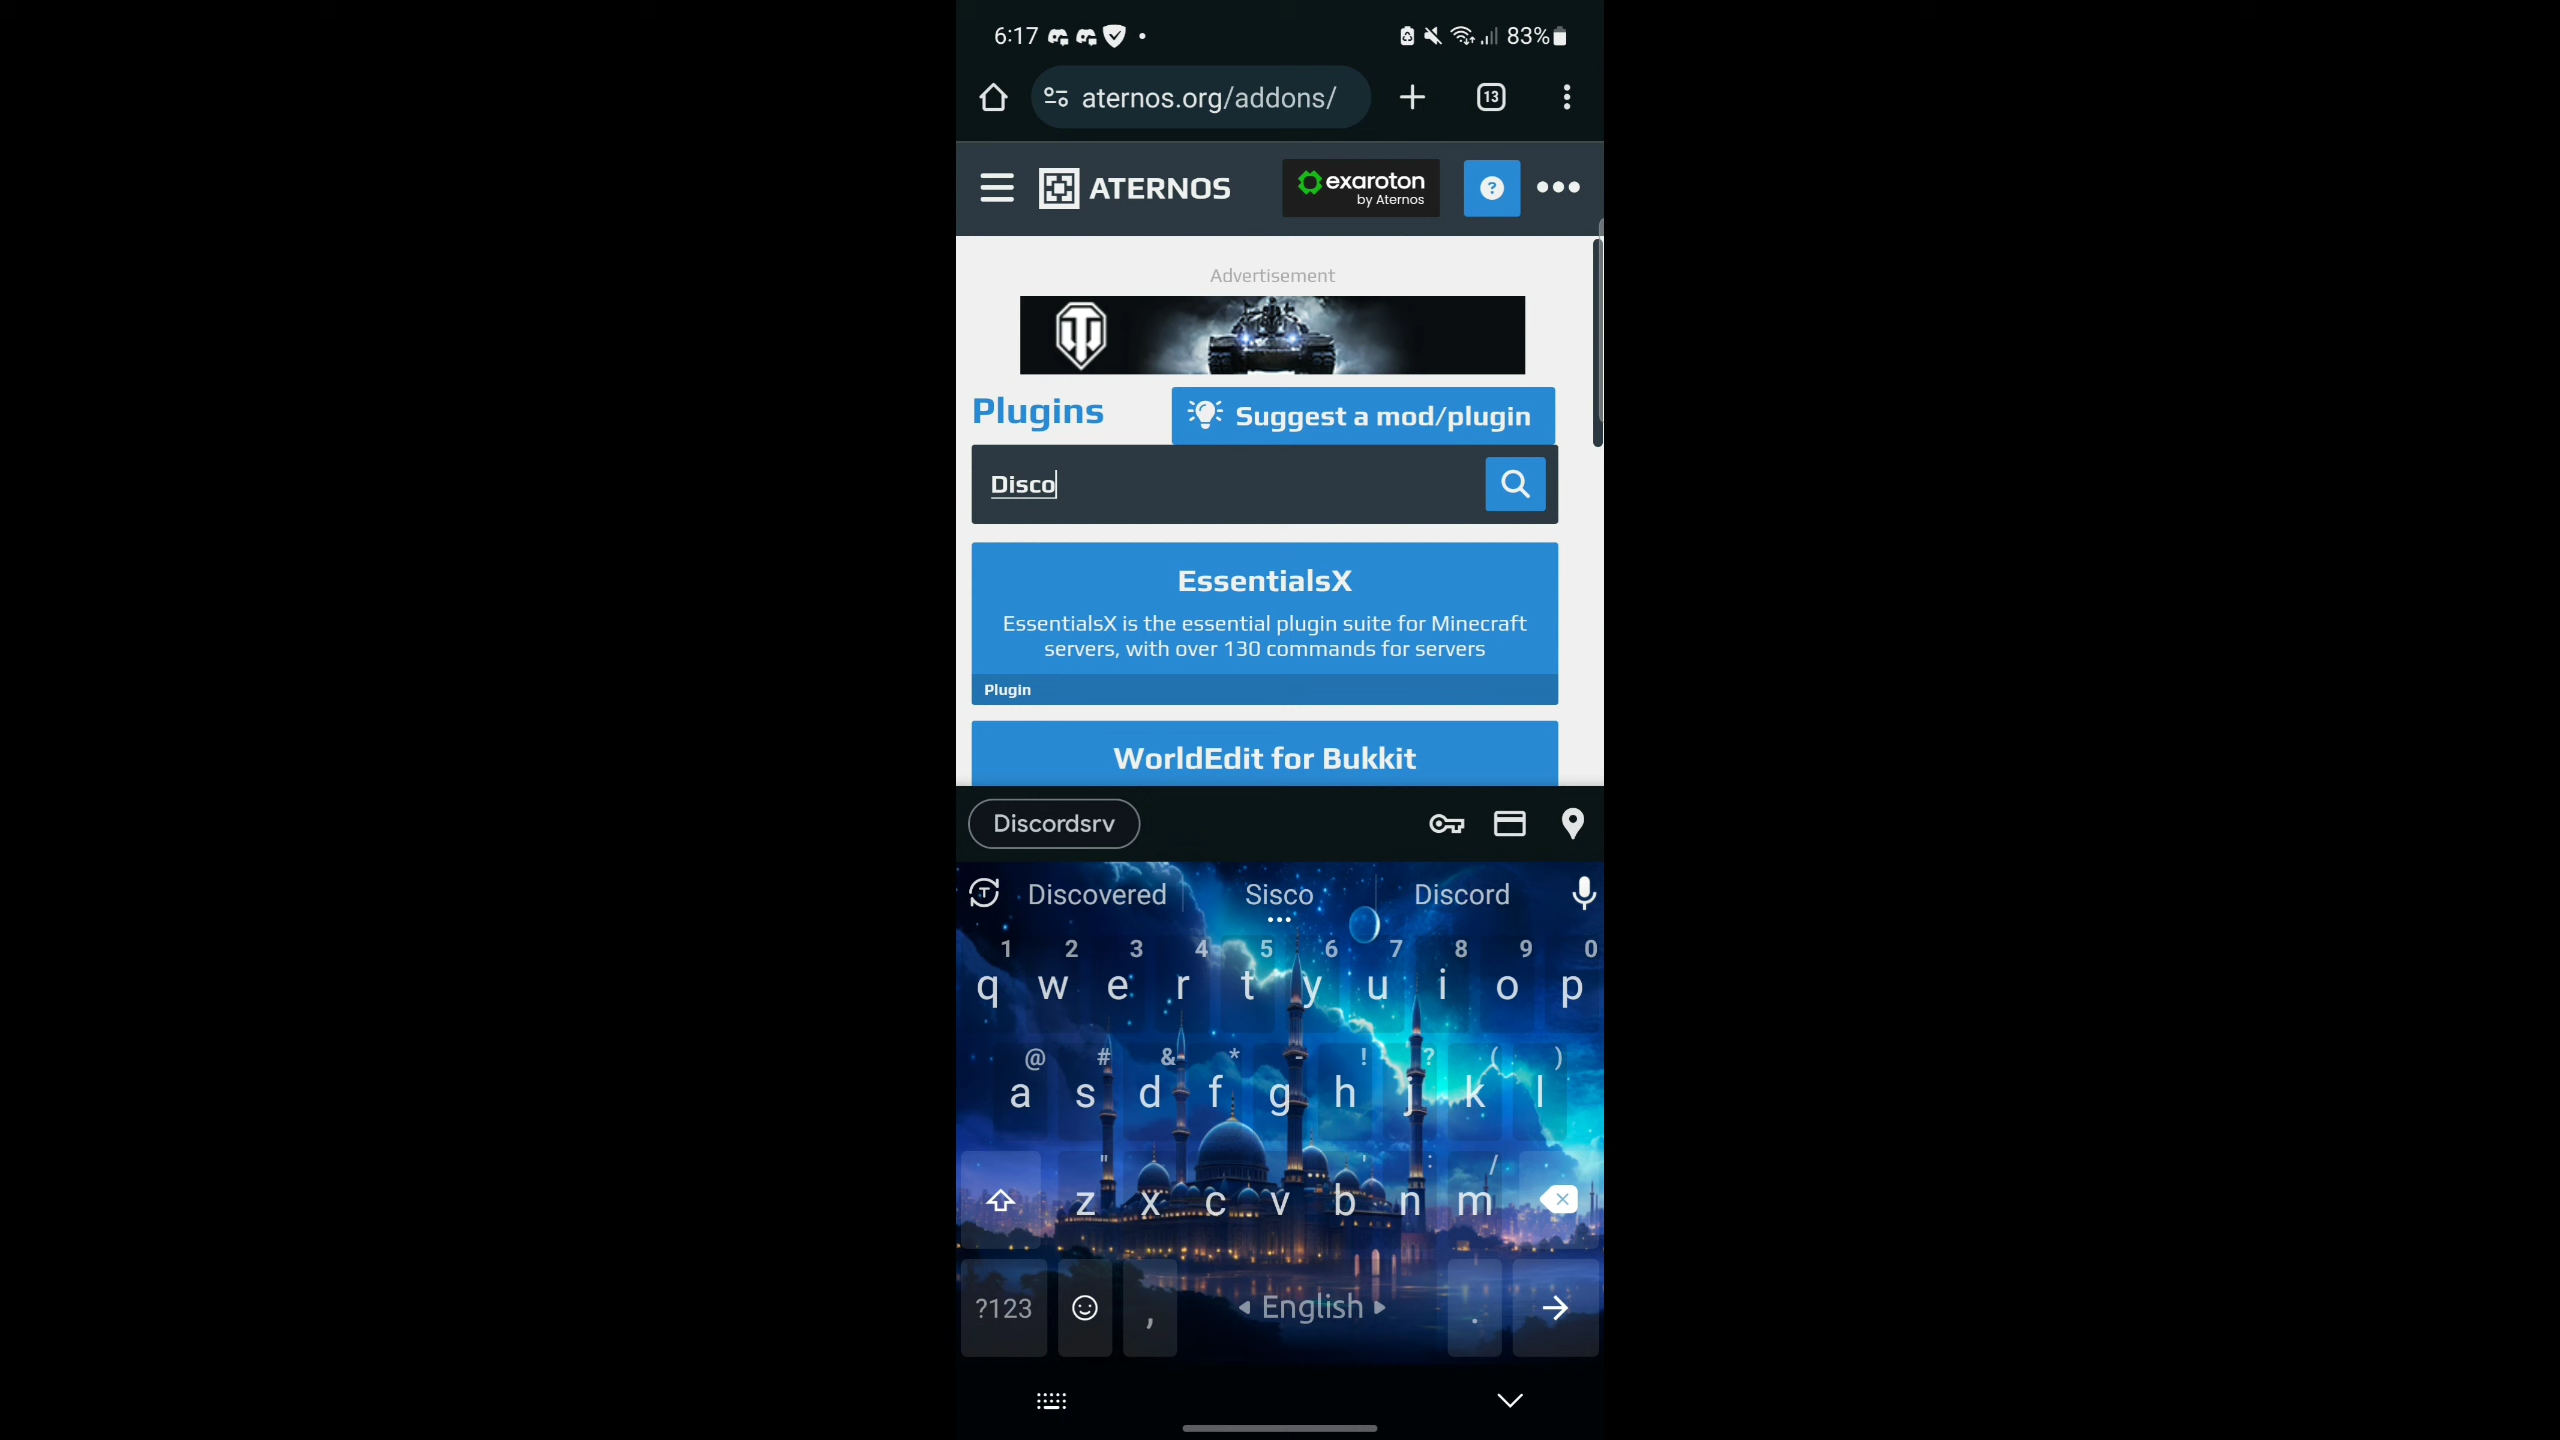 6:17
83%
aternos.org/addons/
13
ATERNOS
exaroton
by Aternos
?
Advertisement
Plugins
Suggest a mod/plugin
Disco
EssentialsX
EssentialsX is the essential plugin suite for Minecraft
servers, with over 130 commands for servers
Plugin
WorldEdit for Bukkit
Discordsrv
T
Discovered
Sisco
Discord
1 2 3 4 5 6 7 8 9 0
q w e r t y u i o p
@ # & * - ! ? ( )
a s d f g h j k l
" ' : /
z x c v b n m
?123 , English .